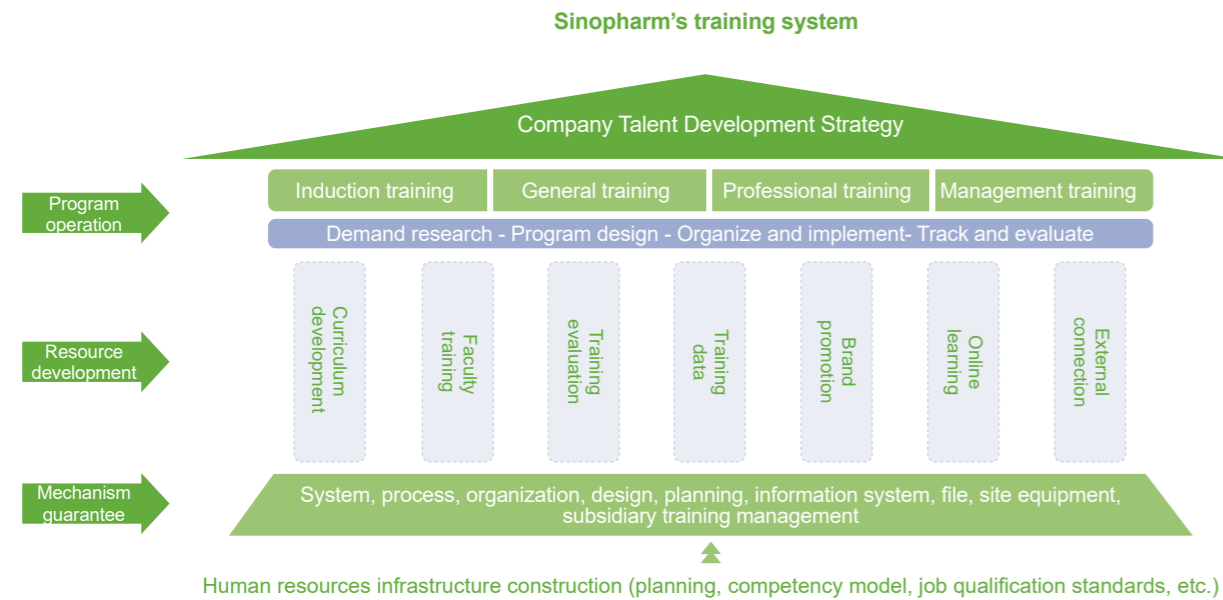 Sinopharm's training system
Company Talent Development Strategy
Program
operation
Induction training
General training
Professional training
Management training
Demand research - Program design - Organize and implement- Track and evaluate
Resource
development
Curriculum
development
Faculty
training
Training
evaluation
Training
data
Brand
promotion
Online
learning
External
connection
Mechanism
guarantee
System, process, organization, design, planning, information system, file, site equipment,
subsidiary training management
Human resources infrastructure construction (planning, competency model, job qualification standards, etc.)